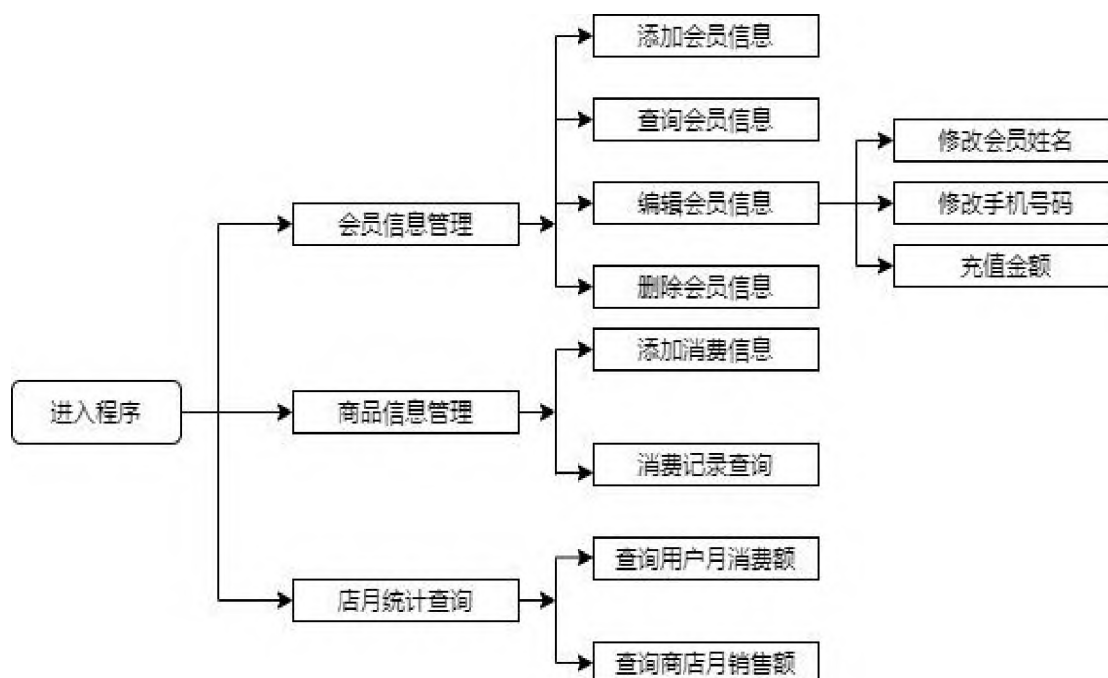 添加会员信息
查询会员信息
修改会员姓名
编辑会员信息
修改手机号码
会员信息管理
充值金额
删除会员信息
添加消费信息
进入程序
商品信息管理
消费记录查询
查询用户月消费额
店月统计查询
查询商店月销售额